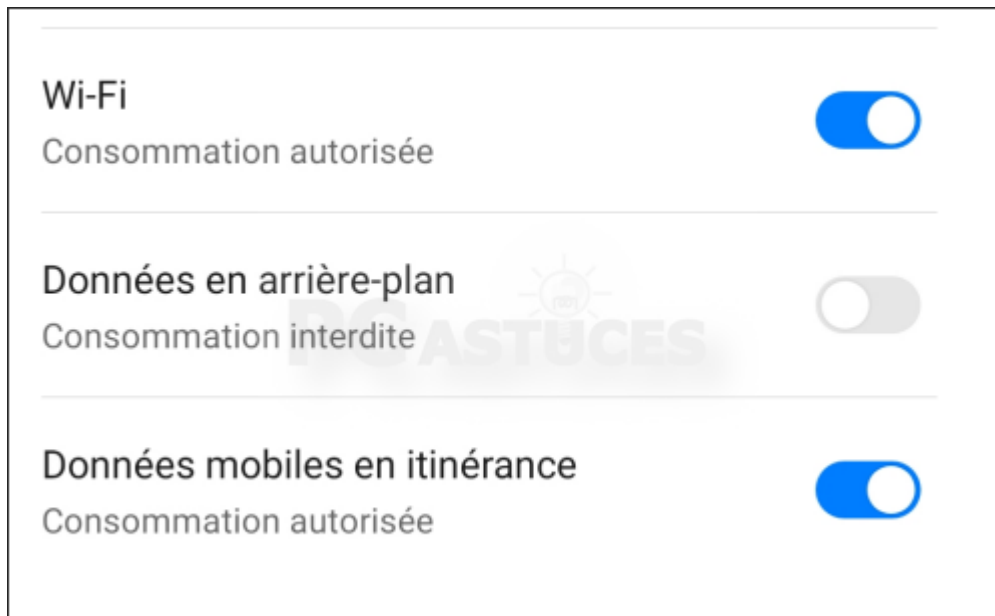 Wi-Fi
Consommation autorisée
Données en arrière-plan
Consommation interdite
PC ASTUCES
Données mobiles en itinérance
Consommation autorisée